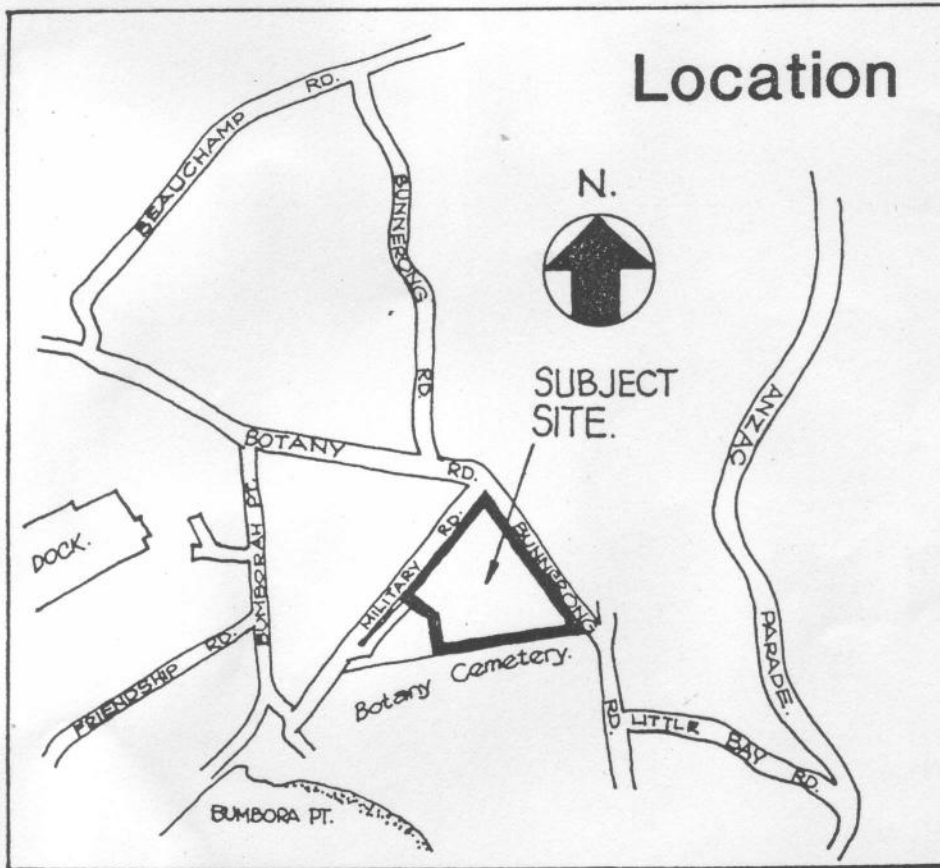 Location
BEAUCHAMP RD.
BUNNERONG RD.
N.
SUBJECT SITE.
ANZAC PARADE.
BOTANY RD.
MILITARY RD.
BUNNERONG RD.
DOCK.
BUMBORAH PT.
FRIENDSHIP RD.
Botany Cemetery.
LITTLE BAY RD.
BUMBORA PT.